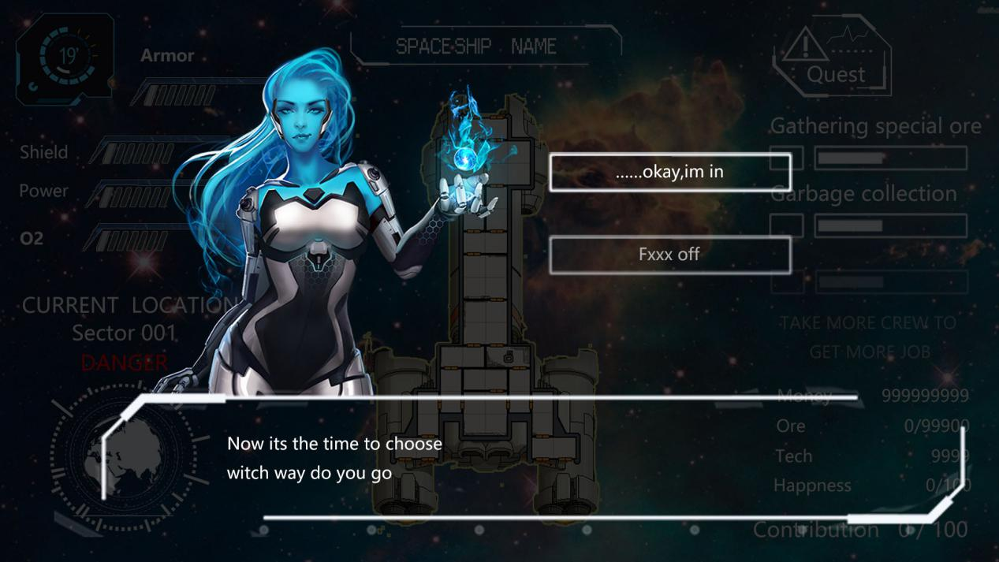 19'
Armor
SPACESHIP NAME
Quest
Gathering special ore
Shield
......okay,im in
Power
Garbage collection
O2
Fxxx off
CURRENT LOCATION
Sector 001
DANGER
TAKE MORE CREW TO
GET MORE JOB
Money 999999999
Ore 0/99900
Tech 9999
Happness 0/100
Now its the time to choose
witch way do you go
Contribution 0 / 100